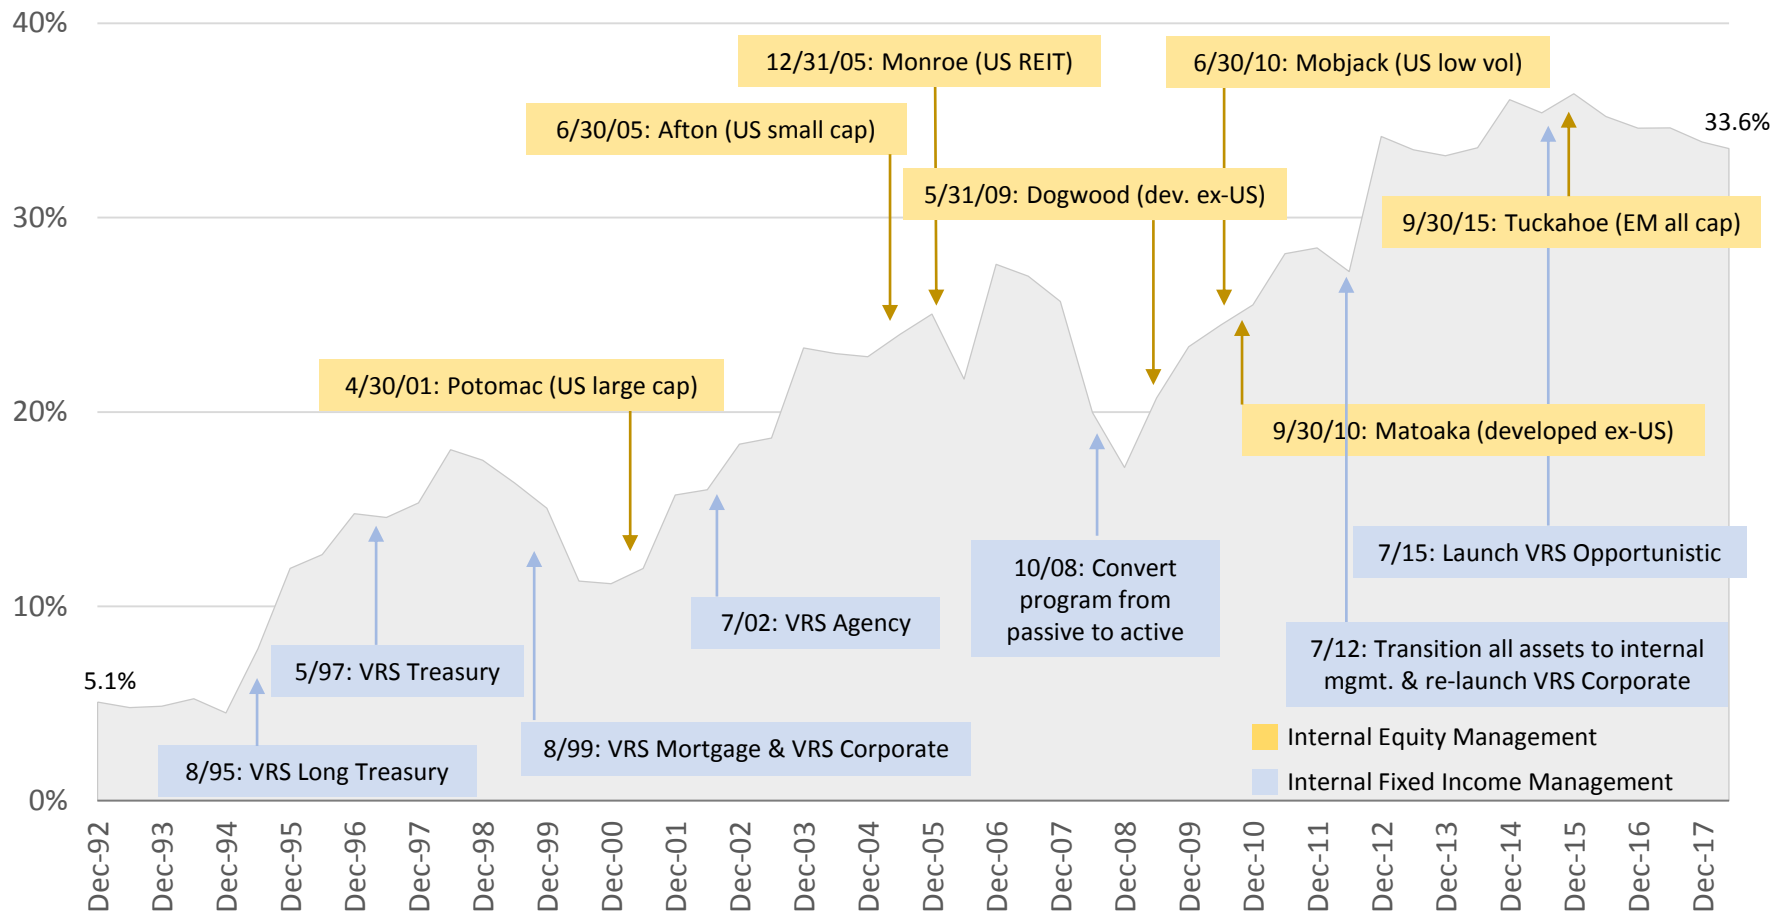 40%
12/31/05: Monroe (US REIT)
6/30/10: Mobjack (US low vol)
6/30/05: Afton (US small cap)
33.6%
5/31/09: Dogwood (dev. ex-US)
30%
9/30/15: Tuckahoe (EM all cap)
4/30/01: Potomac (US large cap)
20%
9/30/10: Matoaka (developed ex-US)
7/15: Launch VRS Opportunistic
10/08: Convert
program from
passive to active
10%
7/02: VRS Agency
7/12: Transition all assets to internal
mgmt. & re-launch VRS Corporate
5/97: VRS Treasury
5.1%
Internal Equity Management
8/99: VRS Mortgage & VRS Corporate
8/95: VRS Long Treasury
Internal Fixed Income Management
0%
Dec-92
Dec-93
Dec-94
Dec-95
Dec-96
Dec-97
Dec-98
Dec-99
Dec-00
Dec-01
Dec-02
Dec-03
Dec-04
Dec-05
Dec-06
Dec-07
Dec-08
Dec-09
Dec-10
Dec-11
Dec-12
Dec-13
Dec-14
Dec-15
Dec-16
Dec-17